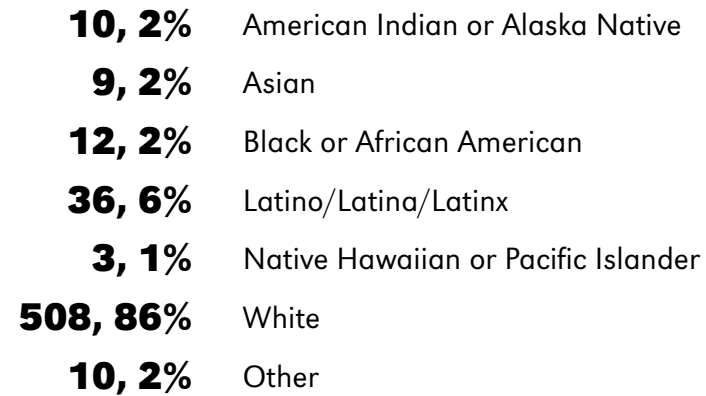 10, 2% American Indian or Alaska Native
9, 2% Asian
12, 2% Black or African American
36, 6% Latino/Latina/Latinx
3, 1% Native Hawaiian or Pacific Islander
508, 86% White
10, 2% Other